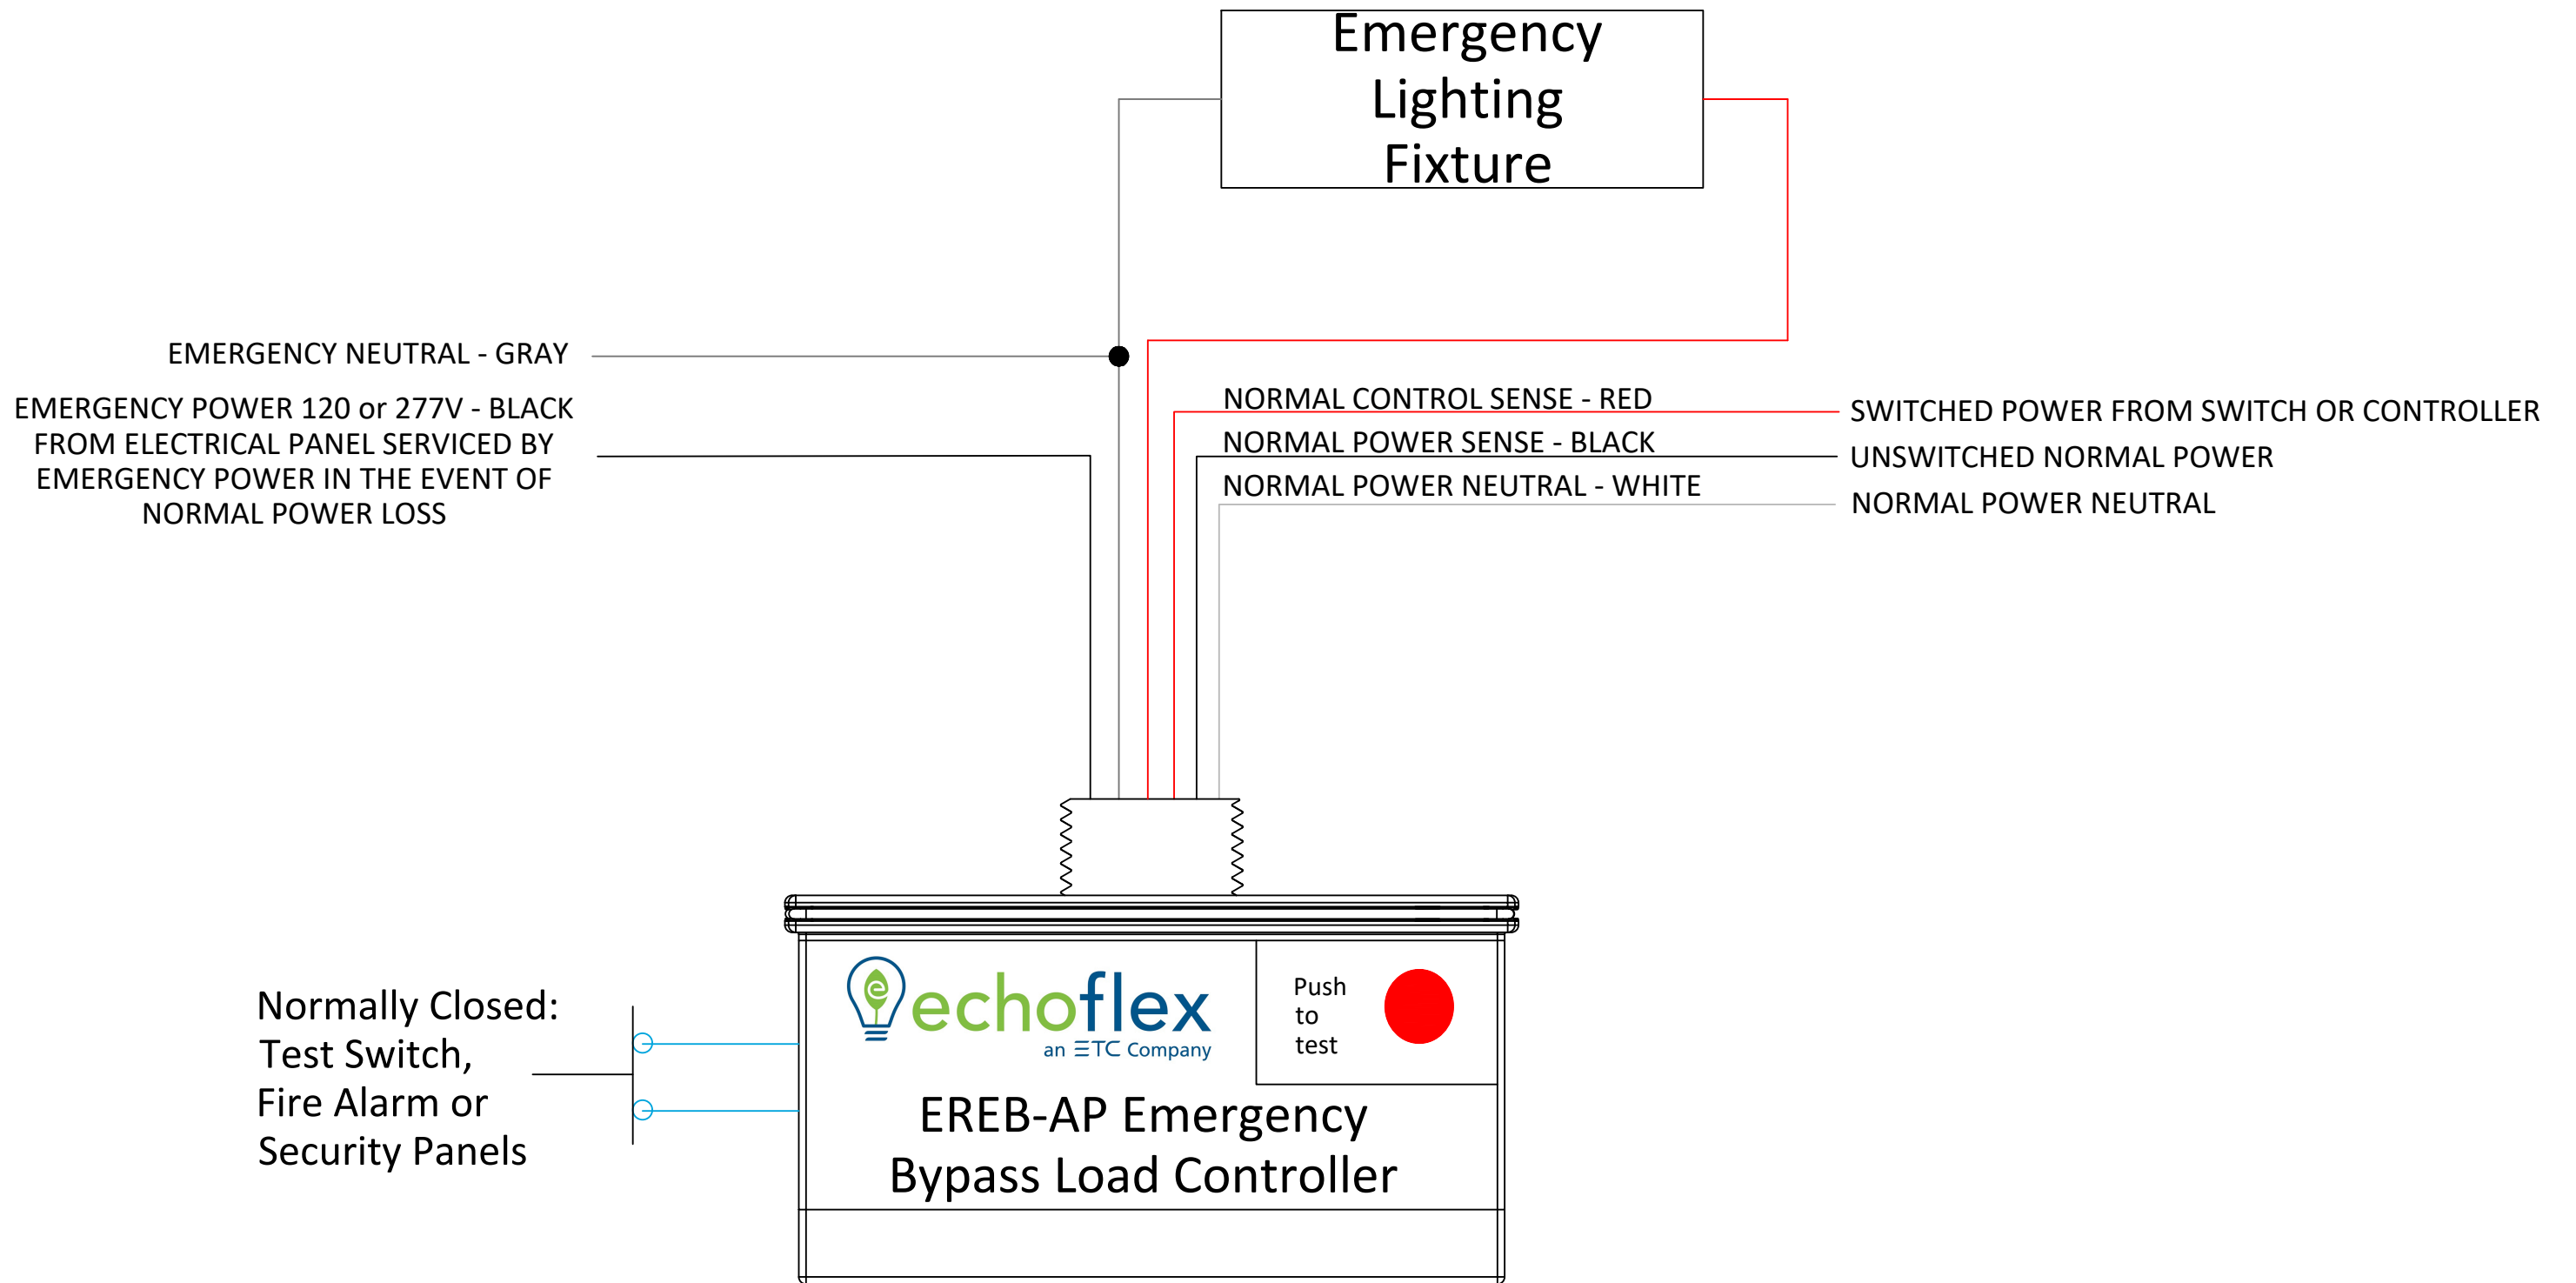 Emergency
Lighting
Fixture
EMERGENCY NEUTRAL - GRAY
EMERGENCY POWER 120 or 277V - BLACK
FROM ELECTRICAL PANEL SERVICED BY
EMERGENCY POWER IN THE EVENT OF
NORMAL POWER LOSS
NORMAL CONTROL SENSE - RED
SWITCHED POWER FROM SWITCH OR CONTROLLER
NORMAL POWER SENSE - BLACK
UNSWITCHED NORMAL POWER
NORMAL POWER NEUTRAL - WHITE
NORMAL POWER NEUTRAL
Normally Closed:
Test Switch,
Fire Alarm or
Security Panels
e echoflex
an ETC Company
Push
to
test
EREB-AP Emergency
Bypass Load Controller